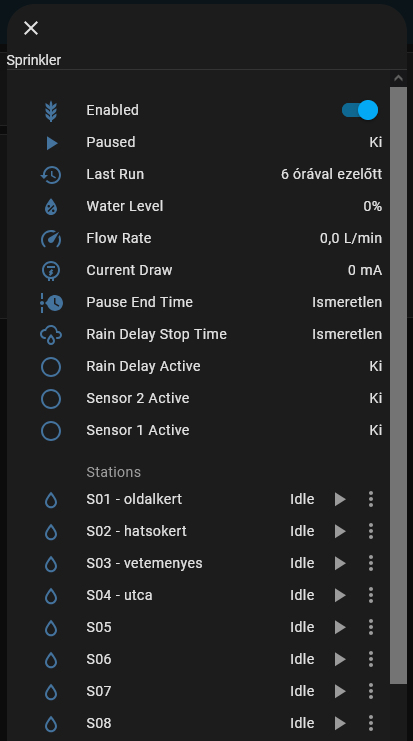 Sprinkler
Enabled
Paused Ki
Last Run 6 órával ezelőtt
Water Level 0%
Flow Rate 0,0 L/min
Current Draw 0 mA
Pause End Time Ismeretlen
Rain Delay Stop Time Ismeretlen
Rain Delay Active Ki
Sensor 2 Active Ki
Sensor 1 Active Ki
Stations
S01 - oldalkert Idle
S02 - hatsokert Idle
S03 - vetemenyes Idle
S04 - utca Idle
S05 Idle
S06 Idle
S07 Idle
S08 Idle